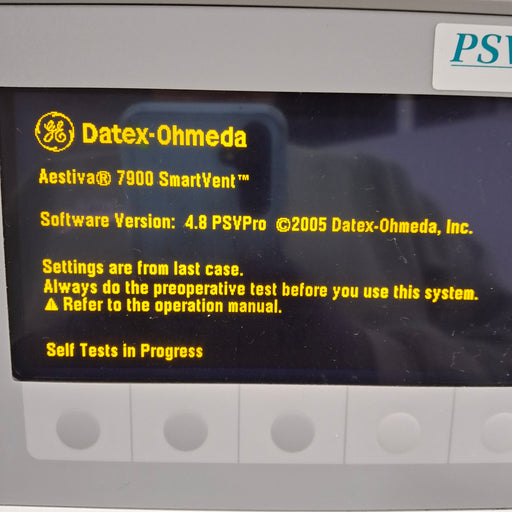 PSV
GE Datex-Ohmeda
Aestiva® 7900 SmartVent™
Software Version: 4.8 PSVPro ©2005 Datex-Ohmeda, Inc.
Settings are from last case.
Always do the preoperative test before you use this system.
⚠ Refer to the operation manual.
Self Tests in Progress